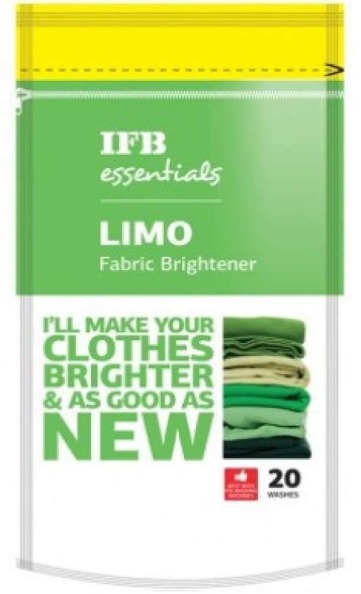 IFB
essentials
LIMO
Fabric Brightener
I'LL MAKE YOUR
CLOTHES
BRIGHTER
& AS GOOD AS
NEW
20
WASHES